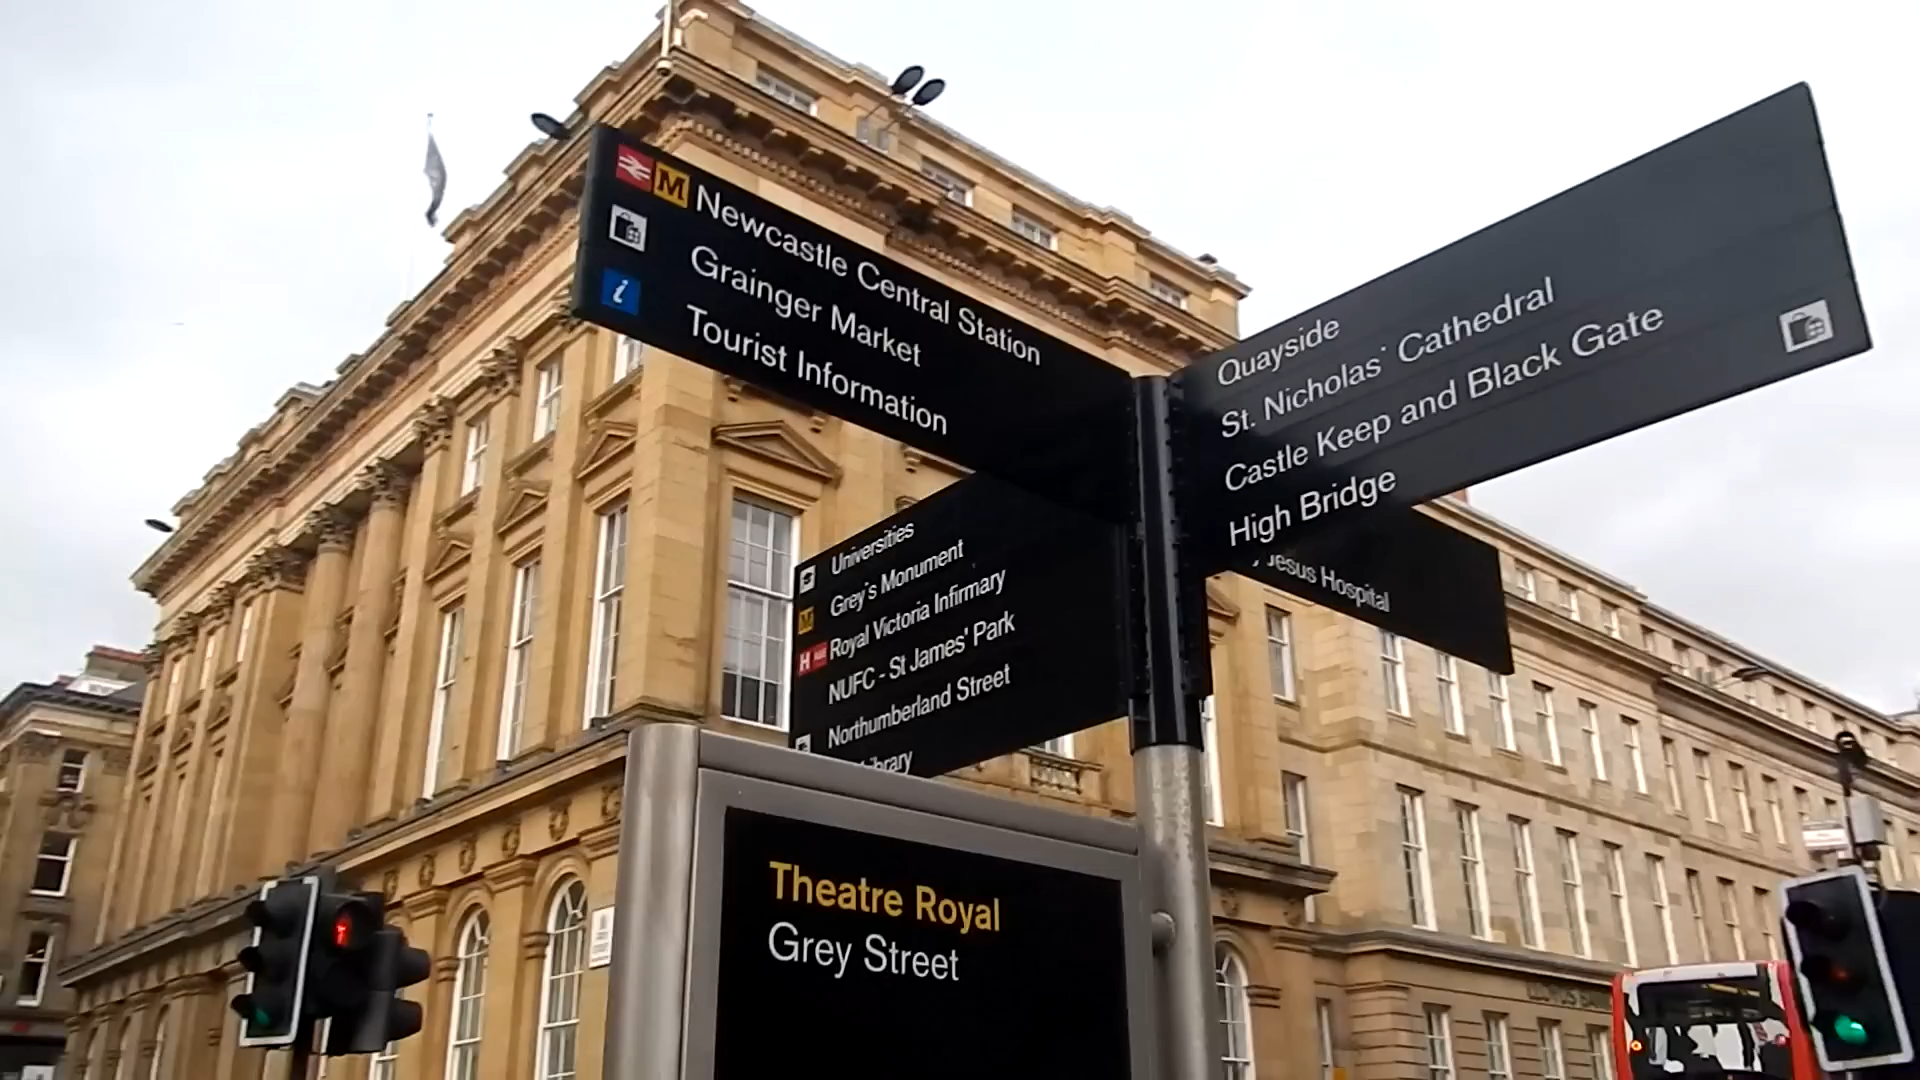 M Newcastle Central Station
Grainger Market
i Tourist Information
Quayside
St. Nicholas' Cathedral
Castle Keep and Black Gate
High Bridge
Universities
Grey's Monument
M
H Royal Victoria Infirmary
NUFC - St James' Park
Northumberland Street
Library
Jesus Hospital
Theatre Royal
Grey Street